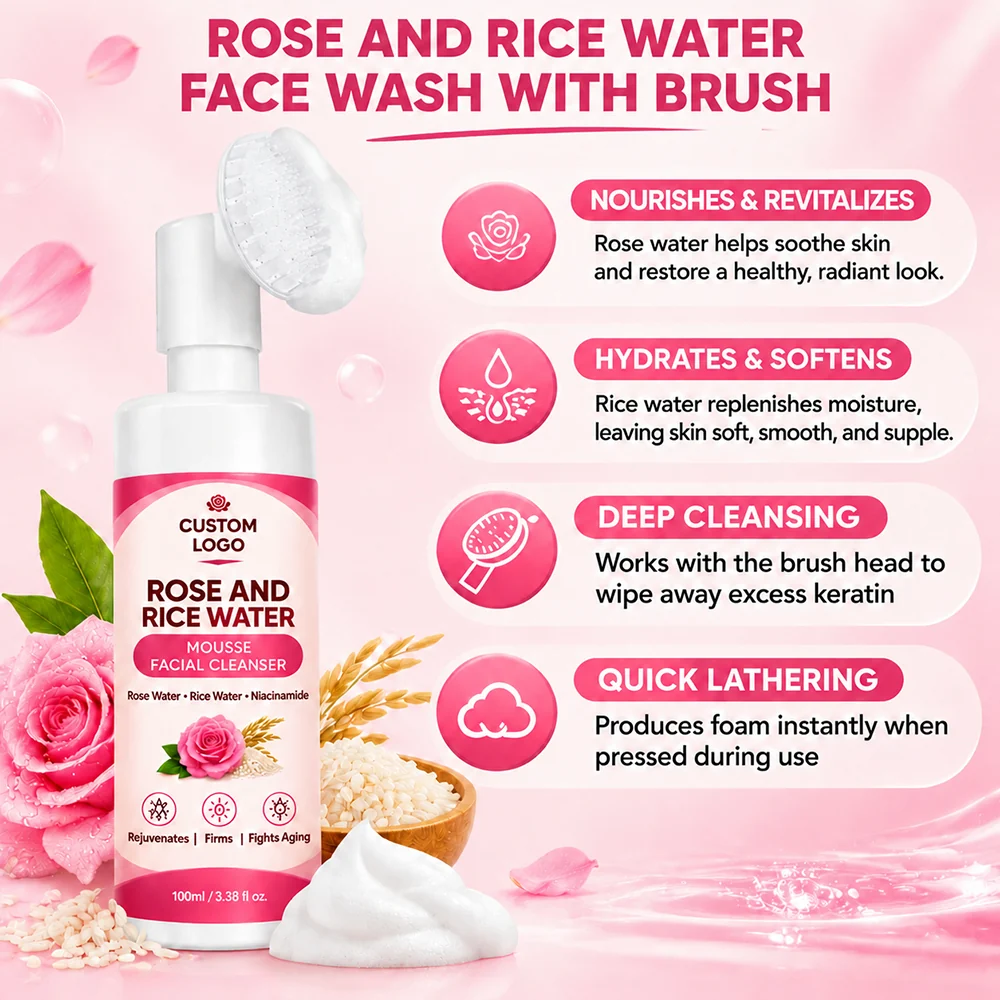 ROSE AND RICE WATER
FACE WASH WITH BRUSH
NOURISHES & REVITALIZES
Rose water helps soothe skin
and restore a healthy, radiant look.
HYDRATES & SOFTENS
Rice water replenishes moisture,
leaving skin soft, smooth, and supple.
DEEP CLEANSING
Works with the brush head to
wipe away excess keratin
QUICK LATHERING
Produces foam instantly when
pressed during use
CUSTOM
LOGO
ROSE AND
RICE WATER
MOUSSE
FACIAL CLEANSER
Rose Water • Rice Water • Niacinamide
Rejuvenates | Firms | Fights Aging
100ml / 3.38 fl oz.